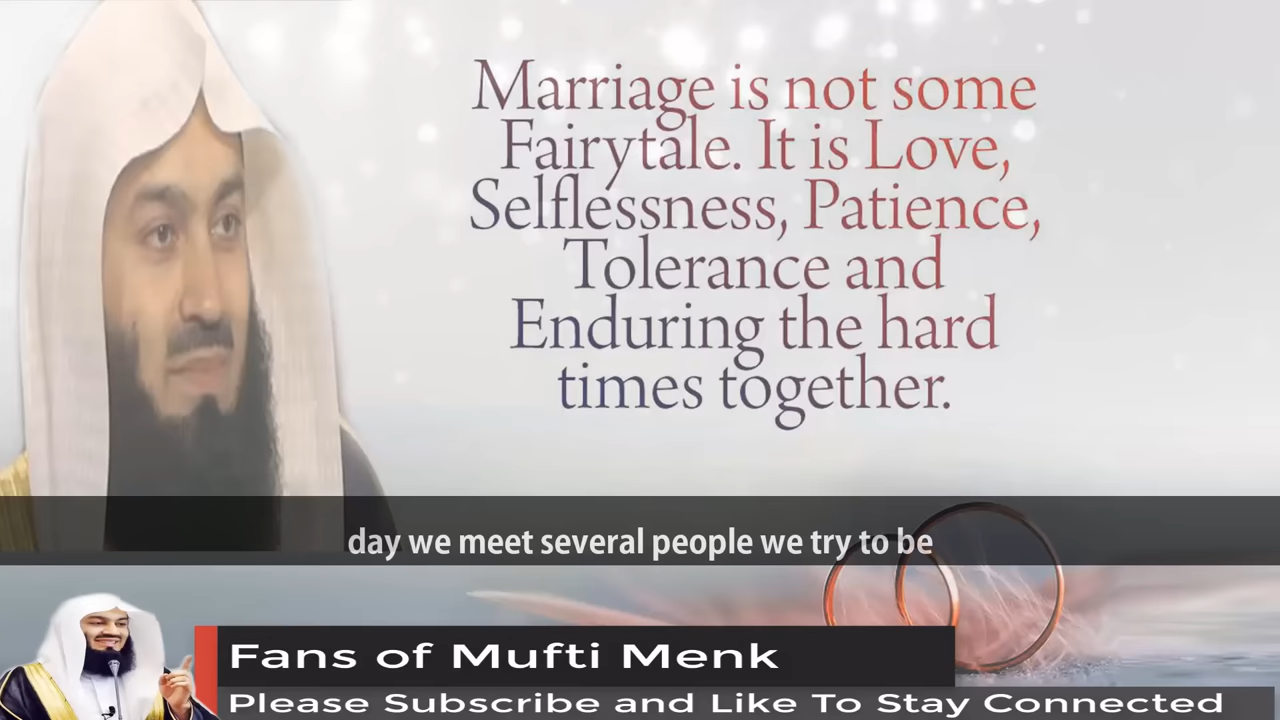 Marriage is not some
Fairytale. It is Love,
Selflessness, Patience,
Tolerance and
Enduring the hard
times together.
day we meet several people we try to be
Fans of Mufti Menk
Please Subscribe and Like To Stay Connected